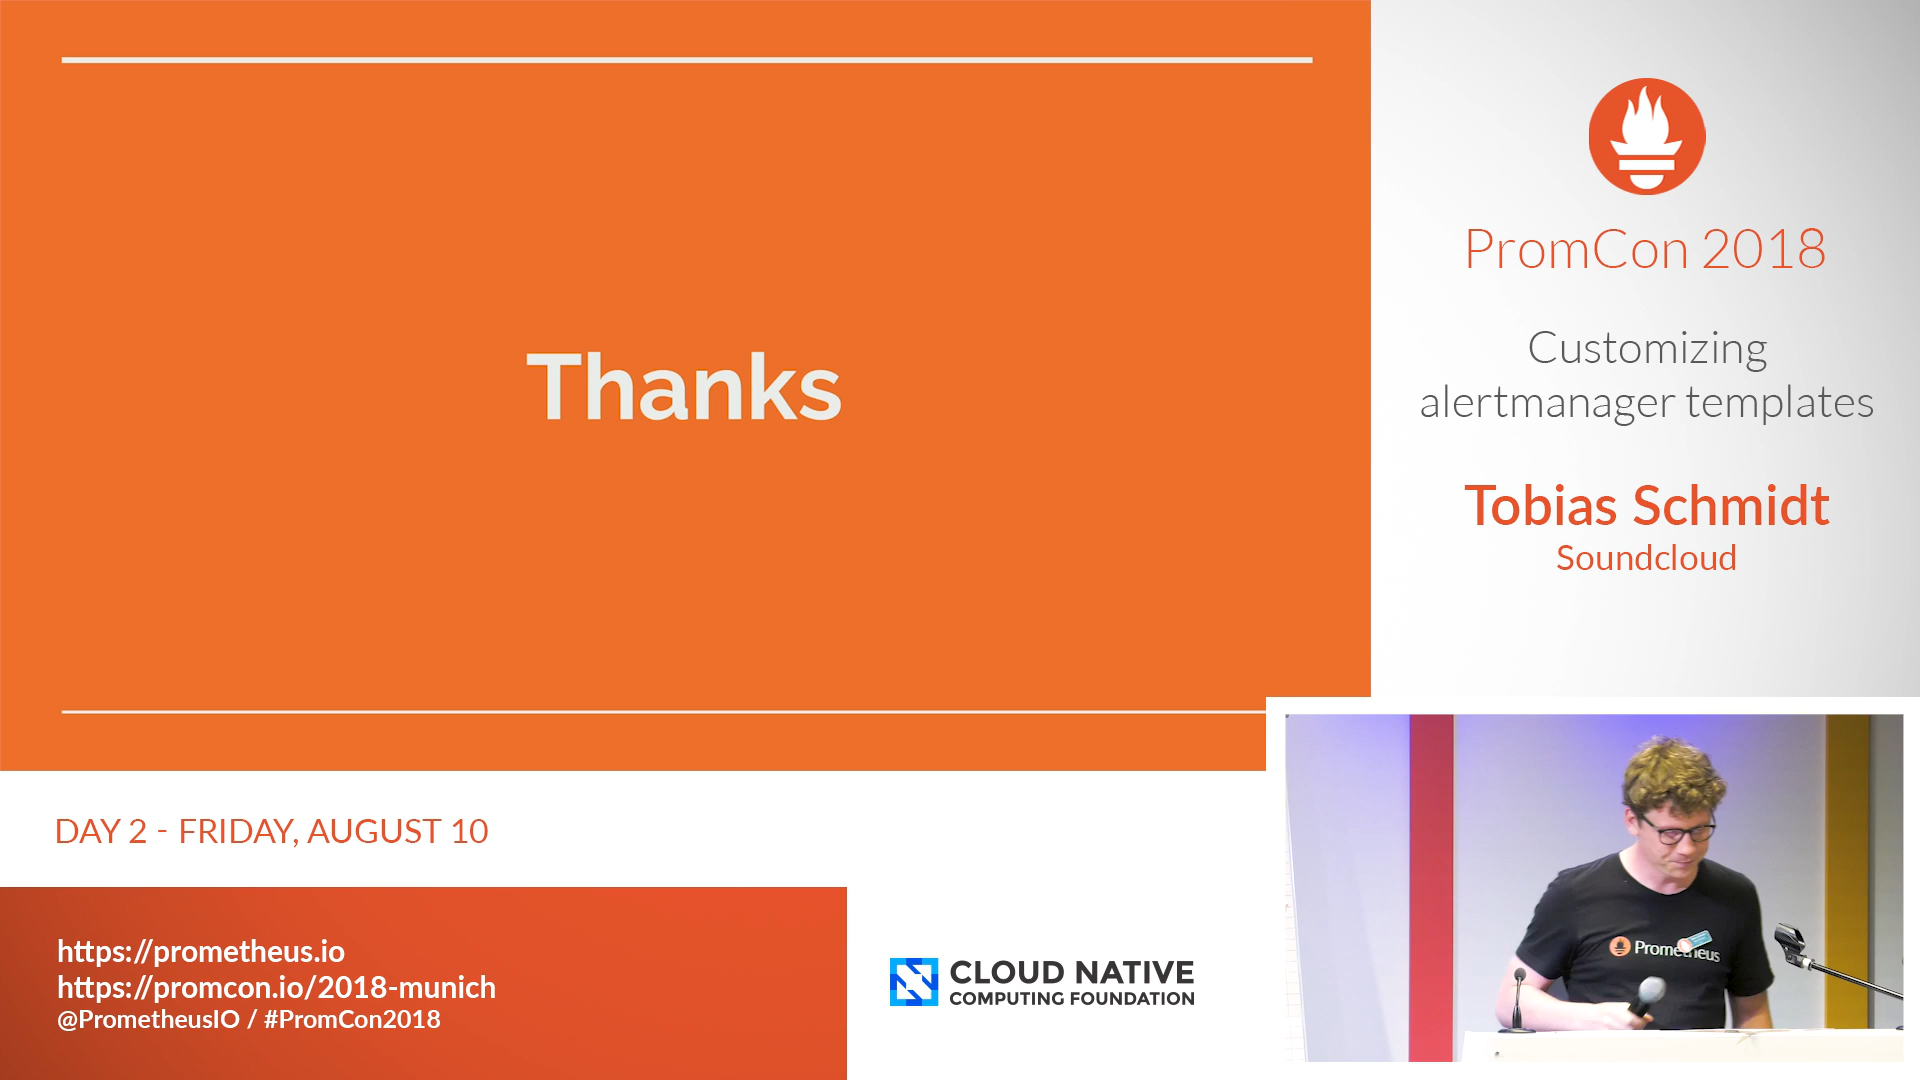 Thanks
PromCon 2018
Customizing
alertmanager templates
Tobias Schmidt
Soundcloud
DAY 2 - FRIDAY, AUGUST 10
https://prometheus.io
https://promcon.io/2018-munich
@PrometheusIO / #PromCon2018
CLOUD NATIVE
COMPUTING FOUNDATION
Prometheus